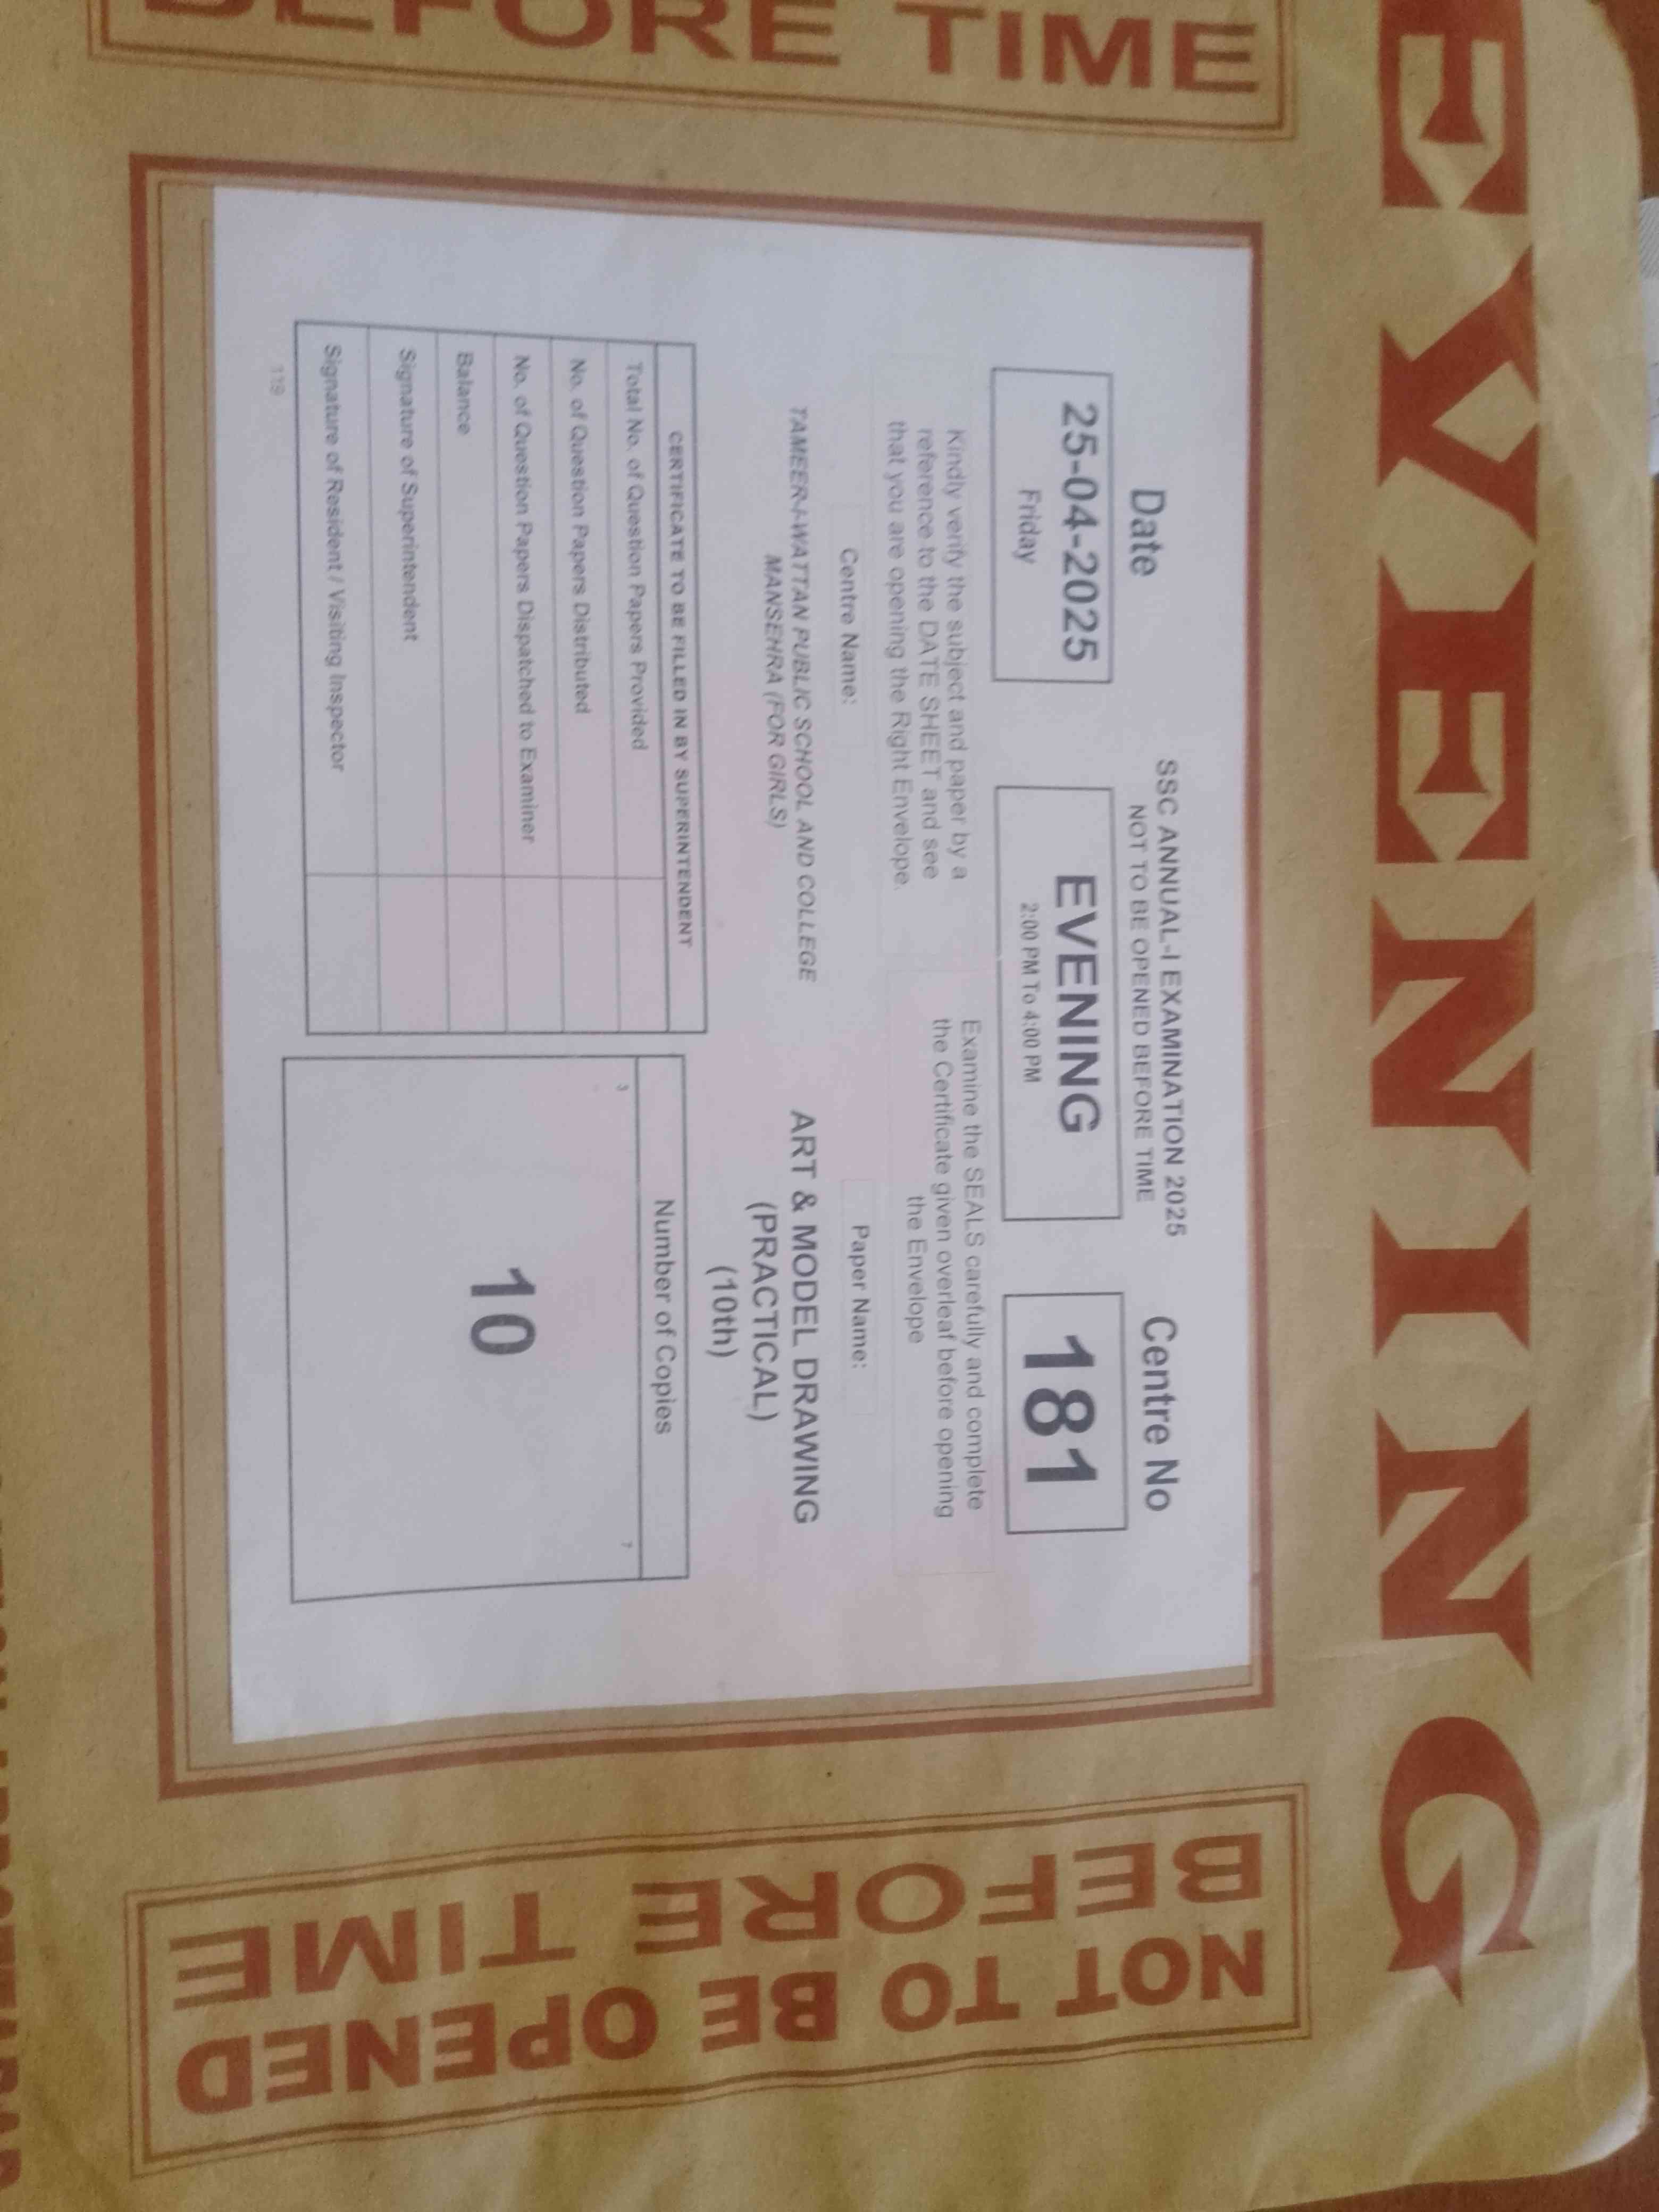 EVENING
BEFORE TIME
SSC ANNUAL-I EXAMINATION 2025
NOT TO BE OPENED BEFORE TIME
Date
Centre No
25-04-2025
Friday
EVENING
2:00 PM To 4:00 PM
181
Kindly verify the subject and paper by a
reference to the DATE SHEET and see
that you are opening the Right Envelope.
Examine the SEALS carefully and complete
the Certificate given overleaf before opening
the Envelope
Centre Name:
TAMEER-I-WATTAN PUBLIC SCHOOL AND COLLEGE
MANSEHRA (FOR GIRLS)
Paper Name:
ART & MODEL DRAWING
(PRACTICAL)
(10th)
CERTIFICATE TO BE FILLED IN BY SUPERINTENDENT
Total No. of Question Papers Provided
No. of Question Papers Distributed
No. of Question Papers Dispatched to Examiner
Balance
Signature of Superintendent
Signature of Resident / Visiting Inspector
119
Number of Copies
3
7
10
NOT TO BE OPENED
BEFORE TIME